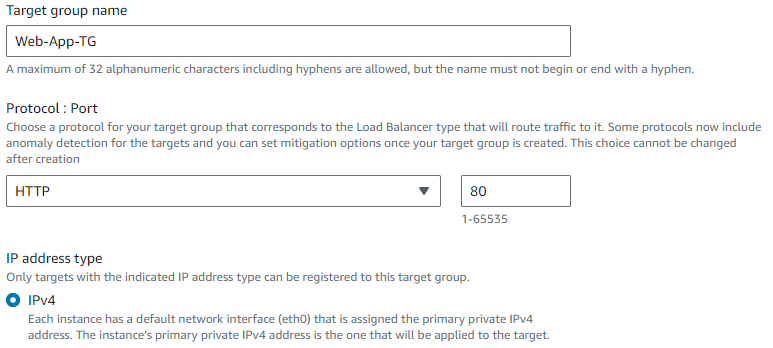 Target group name
Web-App-TG
A maximum of 32 alphanumeric characters including hyphens are allowed, but the name must not begin or end with a hyphen.
Protocol : Port
Choose a protocol for your target group that corresponds to the Load Balancer type that will route traffic to it. Some protocols now include
anomaly detection for the targets and you can set mitigation options once your target group is created. This choice cannot be changed
after creation
HTTP
80
1-65535
IP address type
Only targets with the indicated IP address type can be registered to this target group.
IPv4
Each instance has a default network interface (eth0) that is assigned the primary private IPv4
address. The instance's primary private IPv4 address is the one that will be applied to the target.